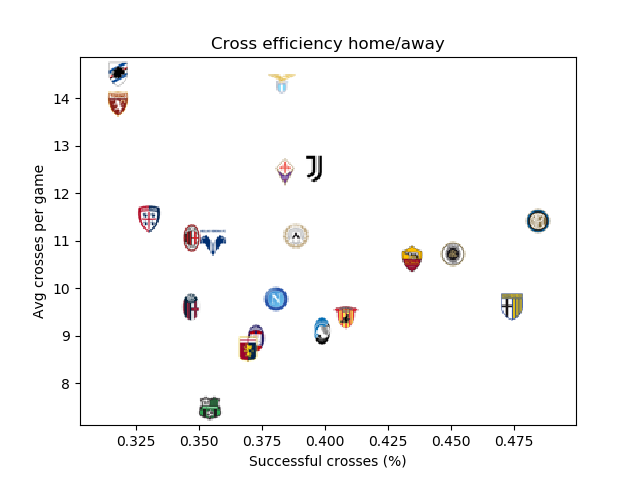 Cross efficiency home/away
Avg crosses per game
14
13
12
11
10
9
8
N
0.325 0.350 0.375 0.400 0.425 0.450 0.475
Successful crosses (%)